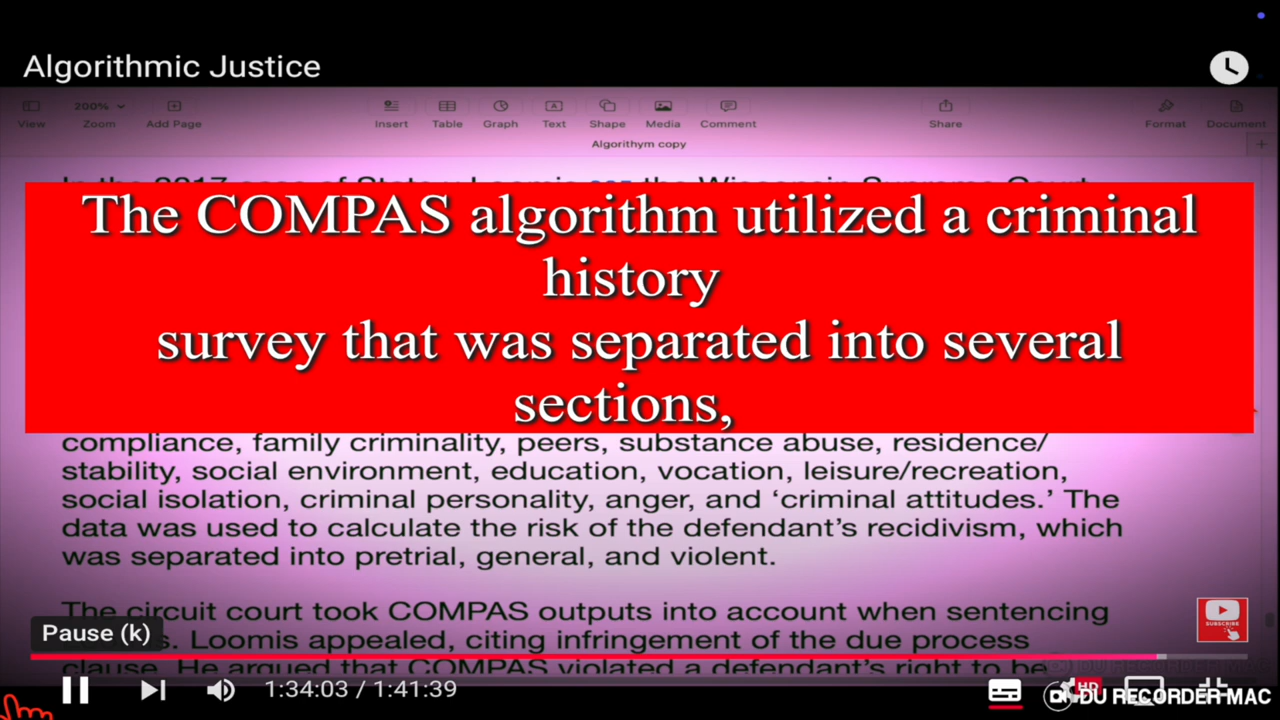 Algorithmic Justice
200%
View Zoom Add Page Insert Table Graph Text Shape Media Comment Share Format Document
Algorithym copy
The COMPAS algorithm utilized a criminal
history
survey that was separated into several
sections,
compliance, family criminality, peers, substance abuse, residence/
stability, social environment, education, vocation, leisure/recreation,
social isolation, criminal personality, anger, and ‘criminal attitudes.’ The
data was used to calculate the risk of the defendant’s recidivism, which
was separated into pretrial, general, and violent.
The circuit court took COMPAS outputs into account when sentencing
Loomis appealed, citing infringement of the due process
clause. He argued that COMPAS violated a defendant’s right to be
Pause (k)
SUBSCRIBE
1:34:03 / 1:41:39
HD
DU RECORDER MAC